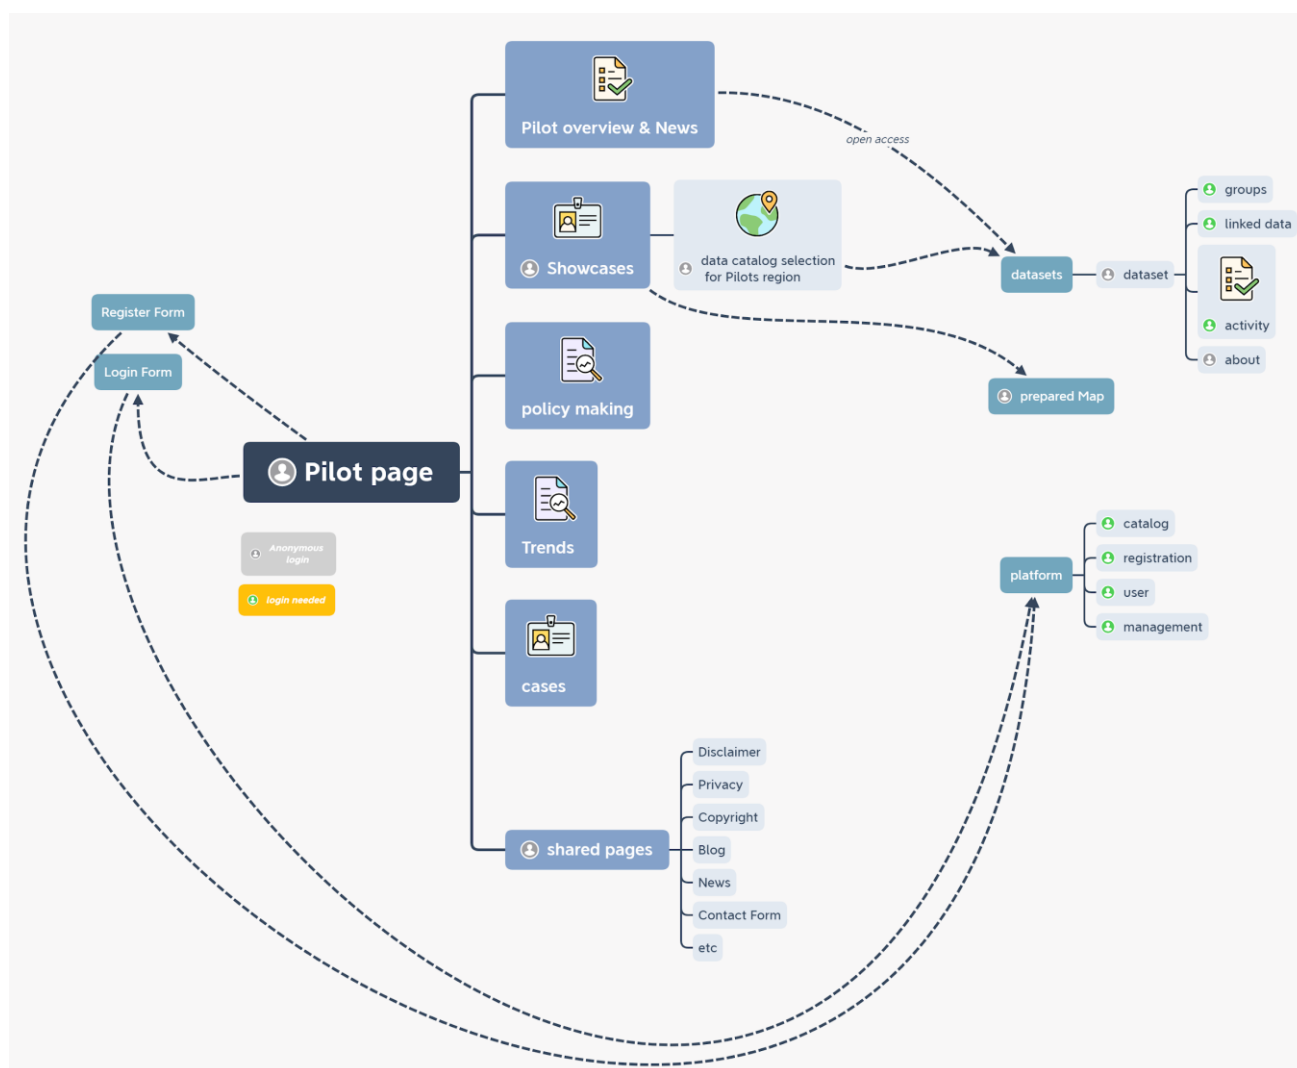 Pilot overview & News
open access
Showcases
data catalog selection
for Pilots region
groups
linked data
datasets
dataset
activity
about
Register Form
Login Form
policy making
prepared Map
Pilot page
Trends
Anonymous
login
login needed
catalog
registration
platform
user
management
cases
Disclaimer
Privacy
Copyright
shared pages
Blog
News
Contact Form
etc